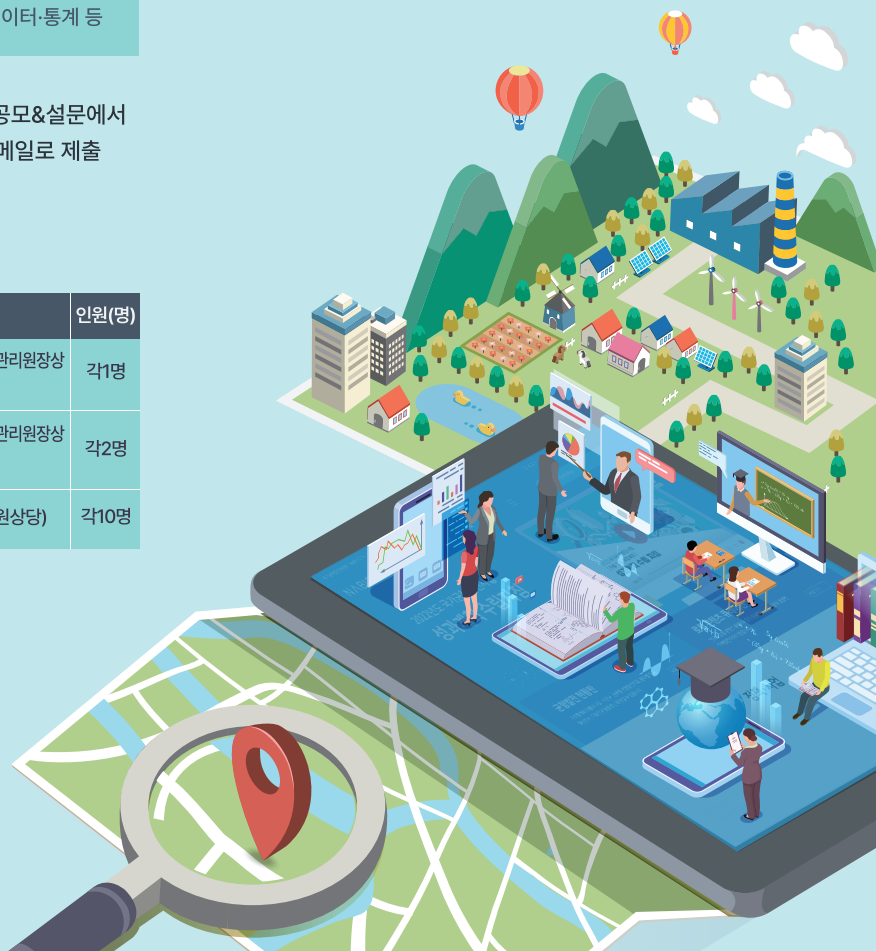 이터·통계 등
공모&설문에서
메일로 제출
인원(명)
관리원장상
각1명
관리원장상
각2명
원상당)
각10명